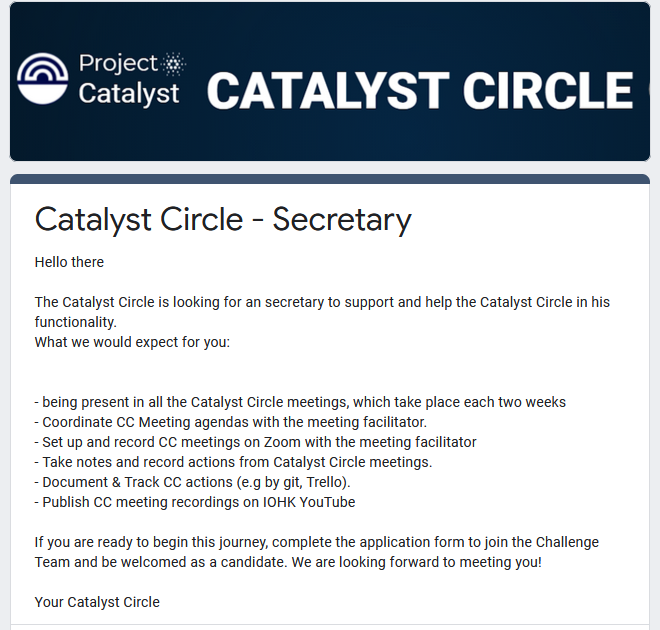 Project
Catalyst
CATALYST CIRCLE
Catalyst Circle - Secretary
Hello there
The Catalyst Circle is looking for an secretary to support and help the Catalyst Circle in his
functionality.
What we would expect for you:
- being present in all the Catalyst Circle meetings, which take place each two weeks
- Coordinate CC Meeting agendas with the meeting facilitator.
- Set up and record CC meetings on Zoom with the meeting facilitator
- Take notes and record actions from Catalyst Circle meetings.
- Document & Track CC actions (e.g by git, Trello).
- Publish CC meeting recordings on IOHK YouTube
If you are ready to begin this journey, complete the application form to join the Challenge
Team and be welcomed as a candidate. We are looking forward to meeting you!
Your Catalyst Circle